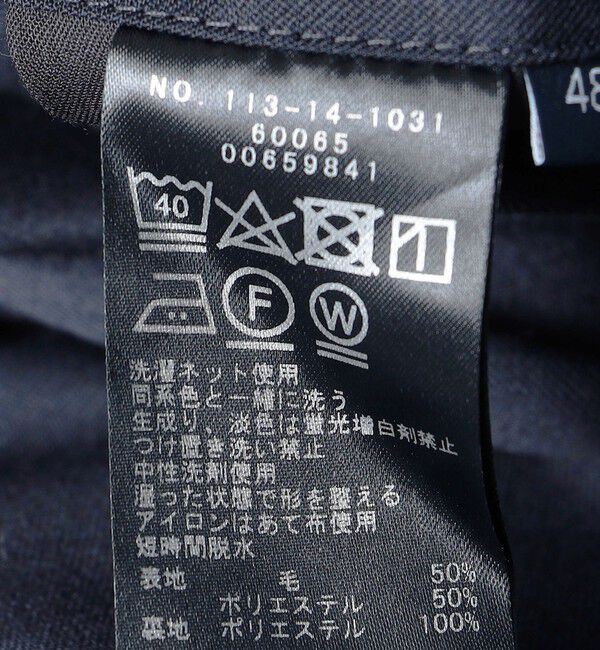 NO. 113-14-1031
60065
00659841
48
40
F
W
洗濯ネット使用
同系色と一緒に洗う
生成り、淡色は蛍光増白剤禁止
つけ置き洗い禁止
中性洗剤使用
湿った状態で形を整える
アイロンはあて布使用
短時間脱水
表地 毛 50%
ポリエステル 50%
裏地 ポリエステル 100%